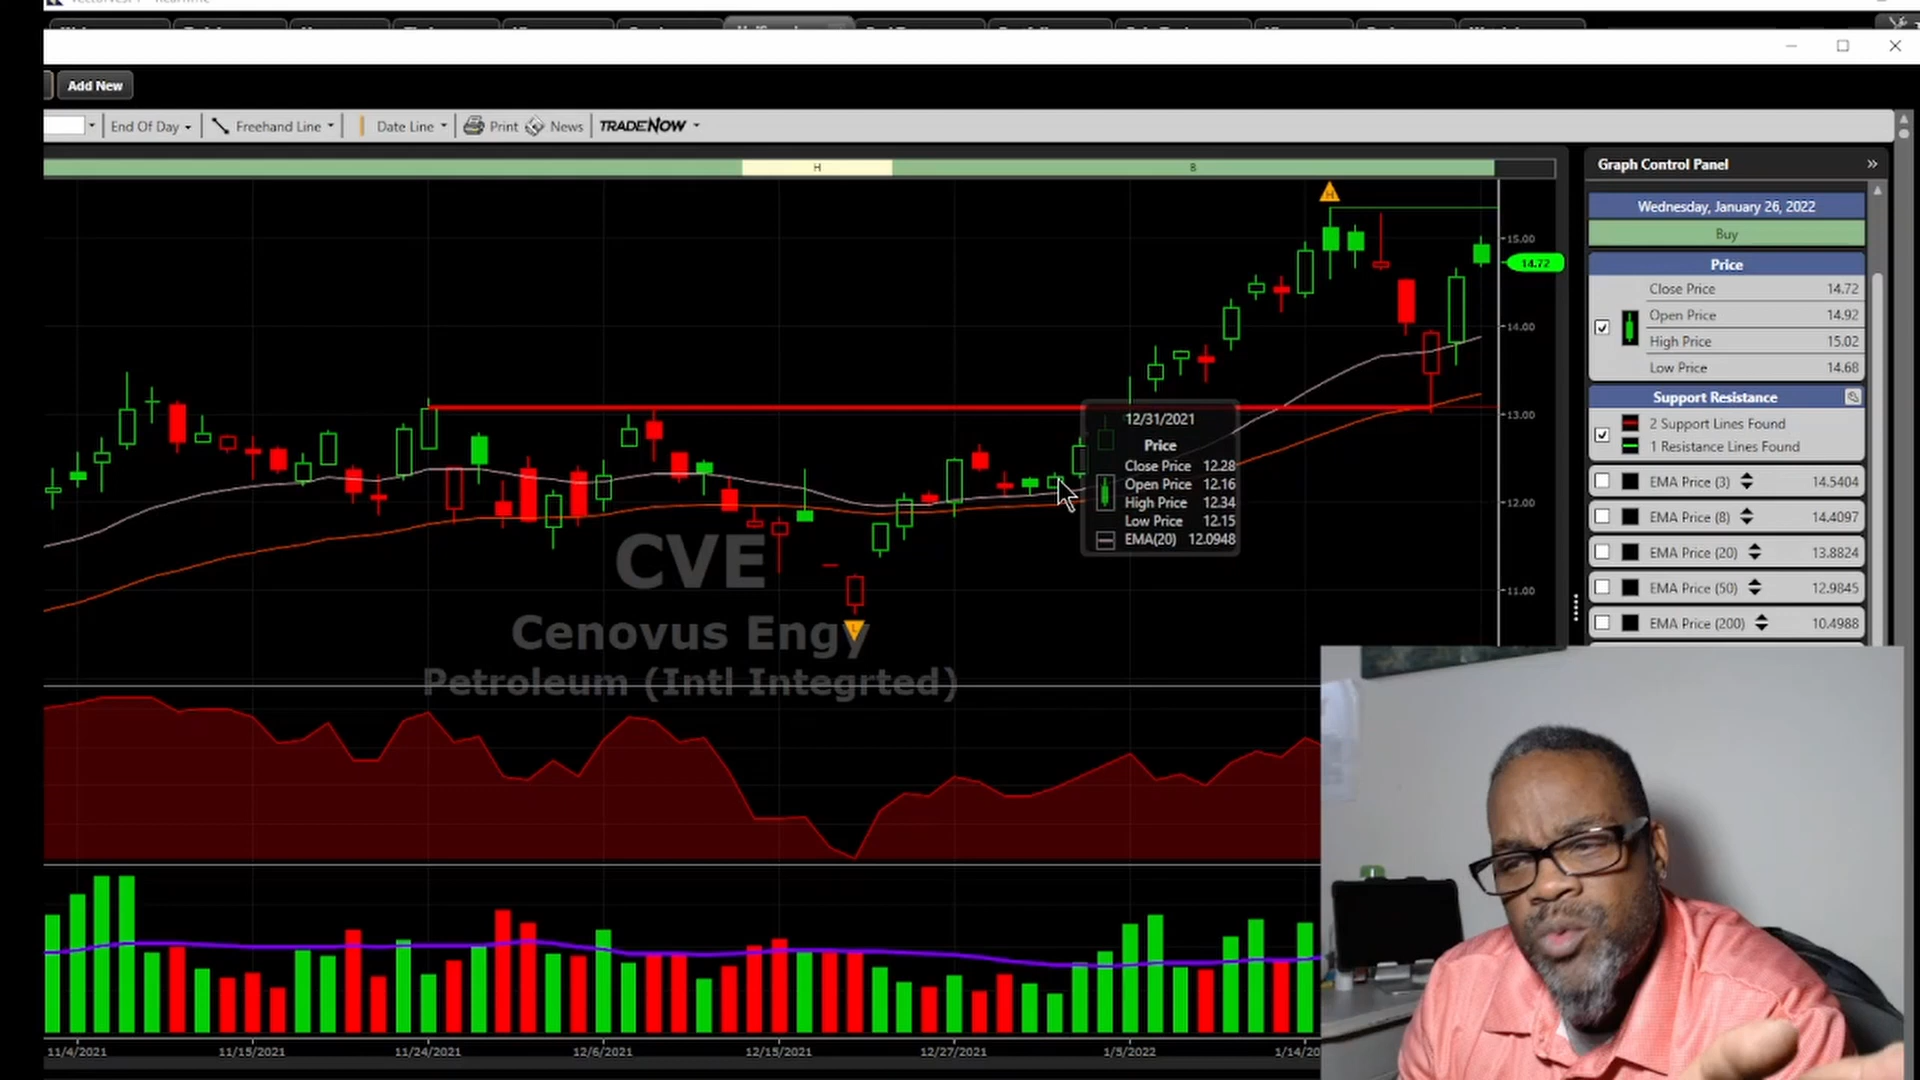 Add New
End Of Day
Freehand Line
Date Line
Print
News
TRADENOW
H
B
Graph Control Panel
Wednesday, January 26, 2022
Buy
Price
Close Price 14.72
Open Price 14.92
High Price 15.02
Low Price 14.68
Support Resistance
2 Support Lines Found
1 Resistance Lines Found
EMA Price (3) 14.5404
EMA Price (8) 14.4097
EMA Price (20) 13.8824
EMA Price (50) 12.9845
EMA Price (200) 10.4988
H
15.00
14.72
14.00
13.00
12.00
11.00
12/31/2021
Price
Close Price 12.28
Open Price 12.16
High Price 12.34
Low Price 12.15
EMA(20) 12.0948
CVE
Cenovus Engy
Petroleum (Intl Integrted)
L
11/4/2021 11/15/2021 11/24/2021 12/6/2021 12/15/2021 12/27/2021 1/5/2022 1/14/20